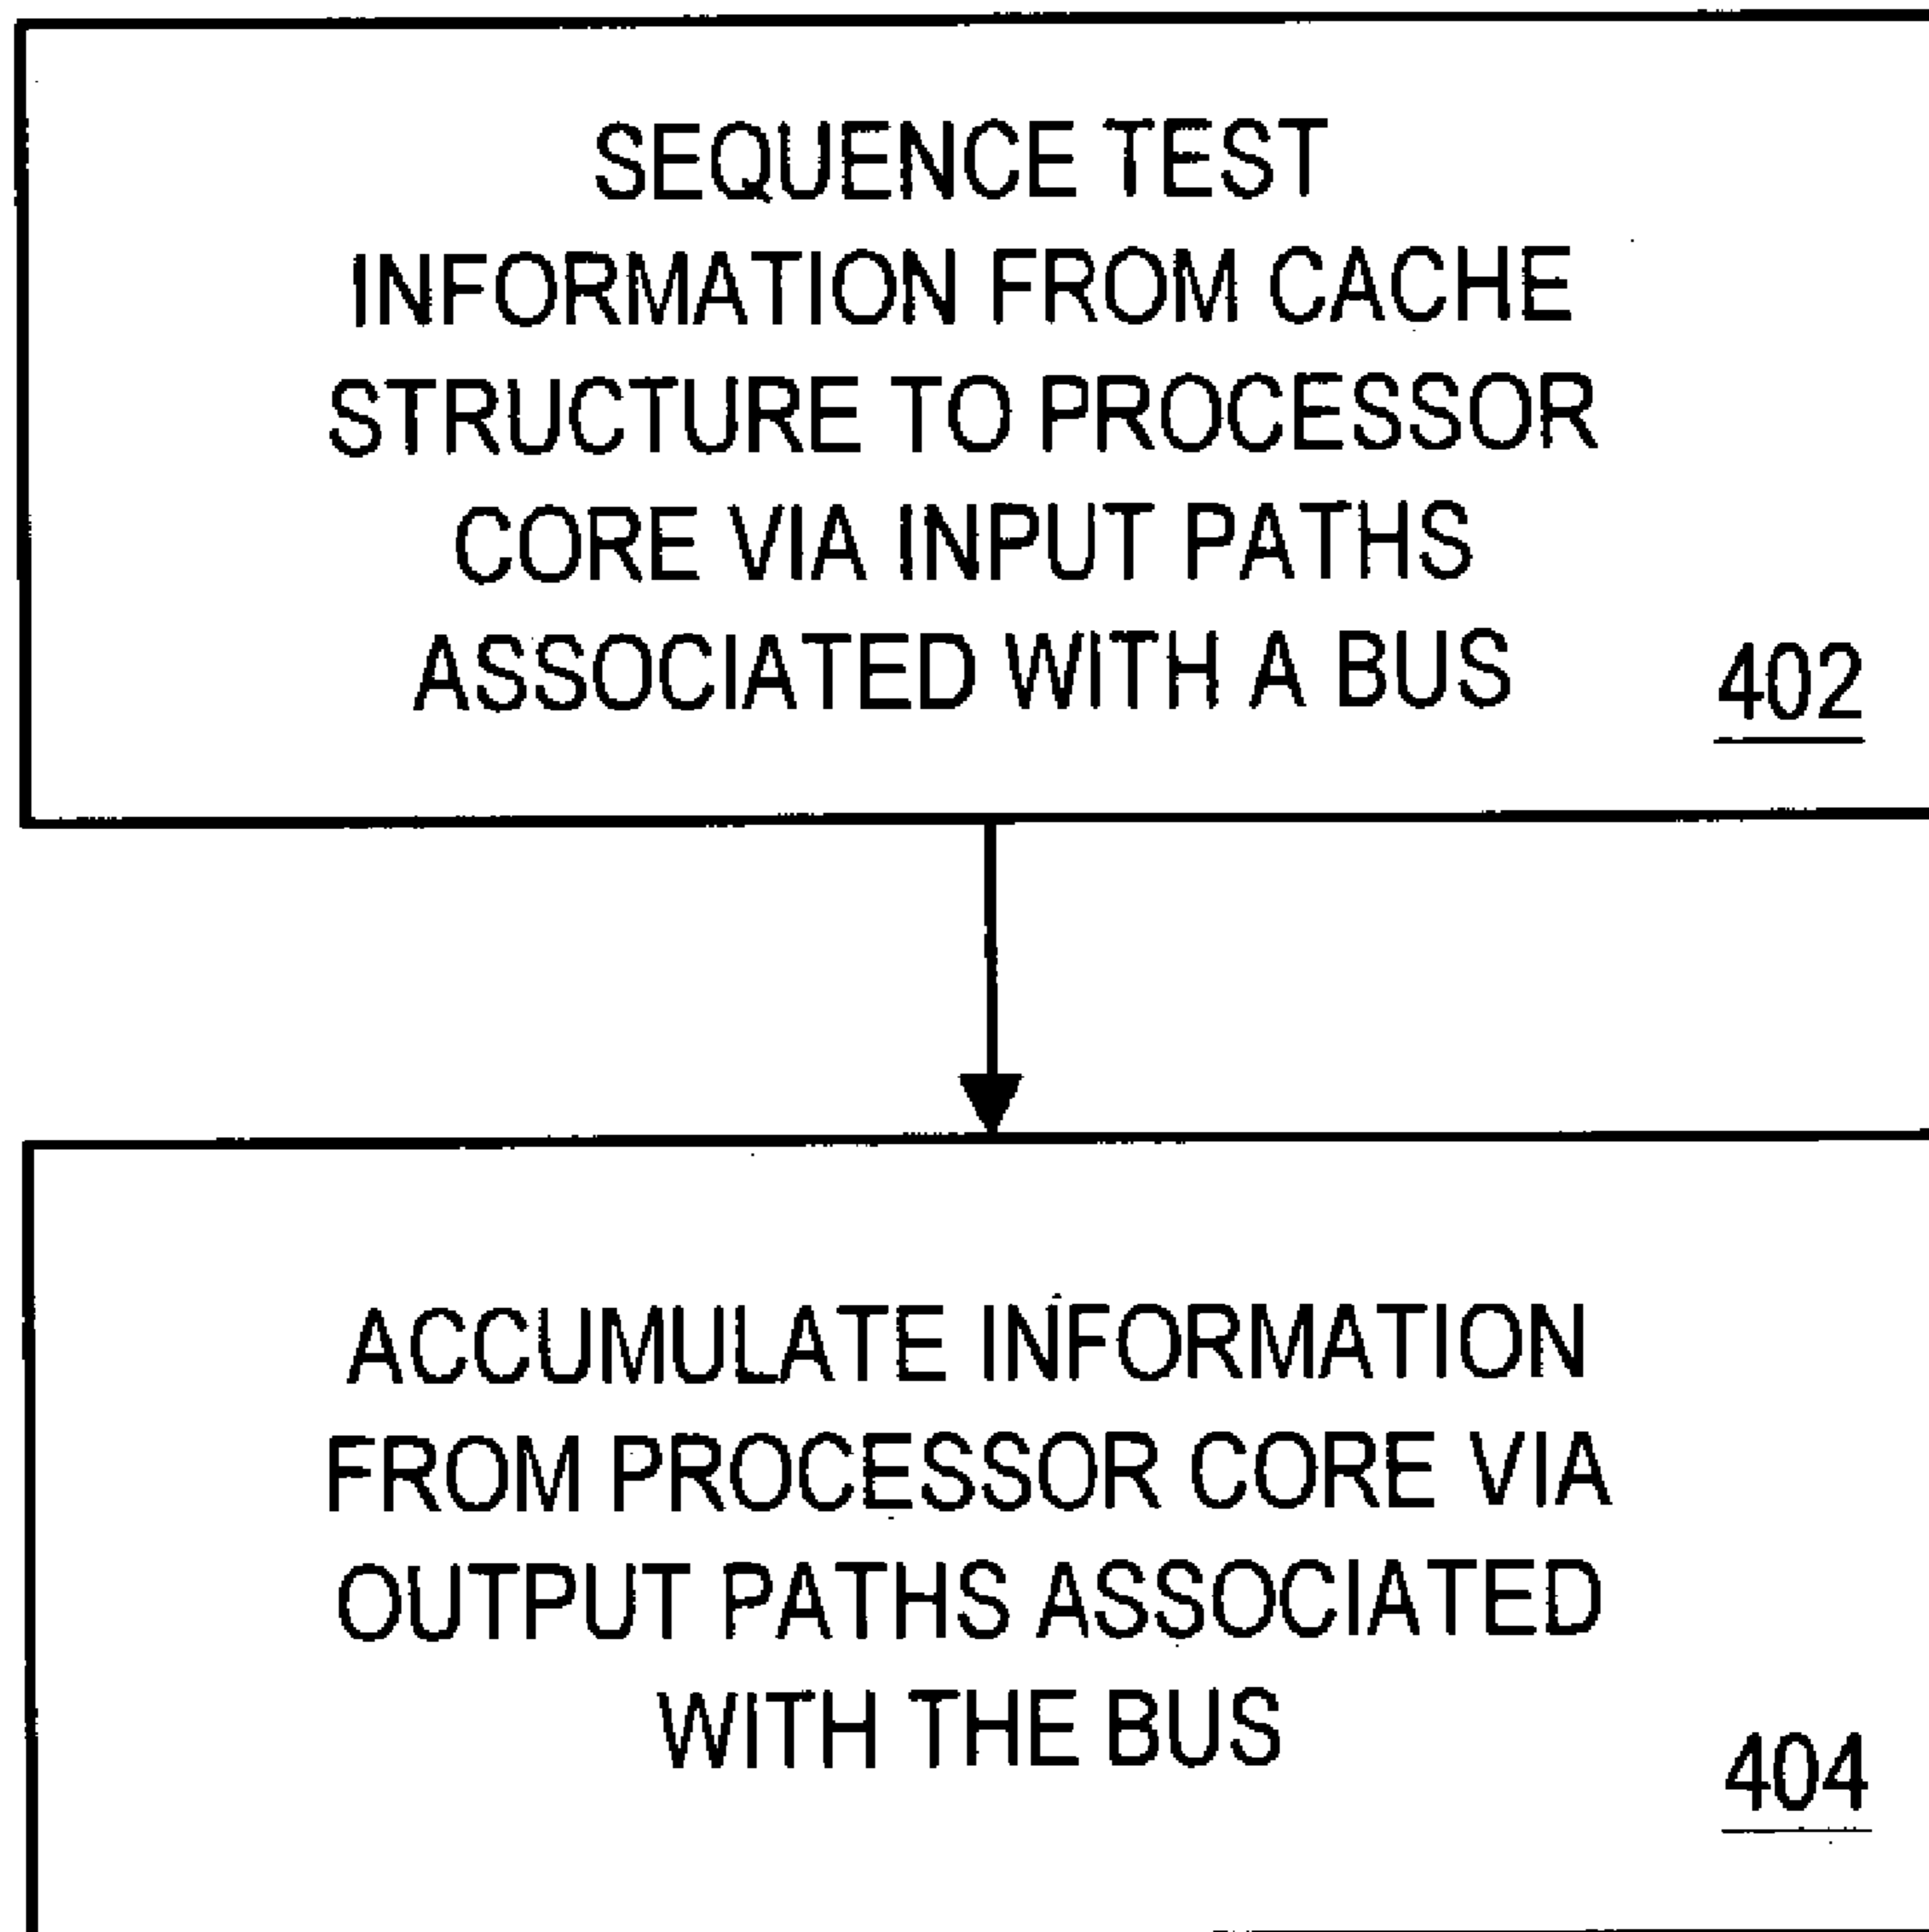 SEQUENCE TEST
INFORMATION FROM CACHE
STRUCTURE TO PROCESSOR
CORE VIA INPUT PATHS
ASSOCIATED WITH A BUS
402
ACCUMULATE INFORMATION
FROM PROCESSOR CORE VIA
OUTPUT PATHS ASSOCIATED
WITH THE BUS
404